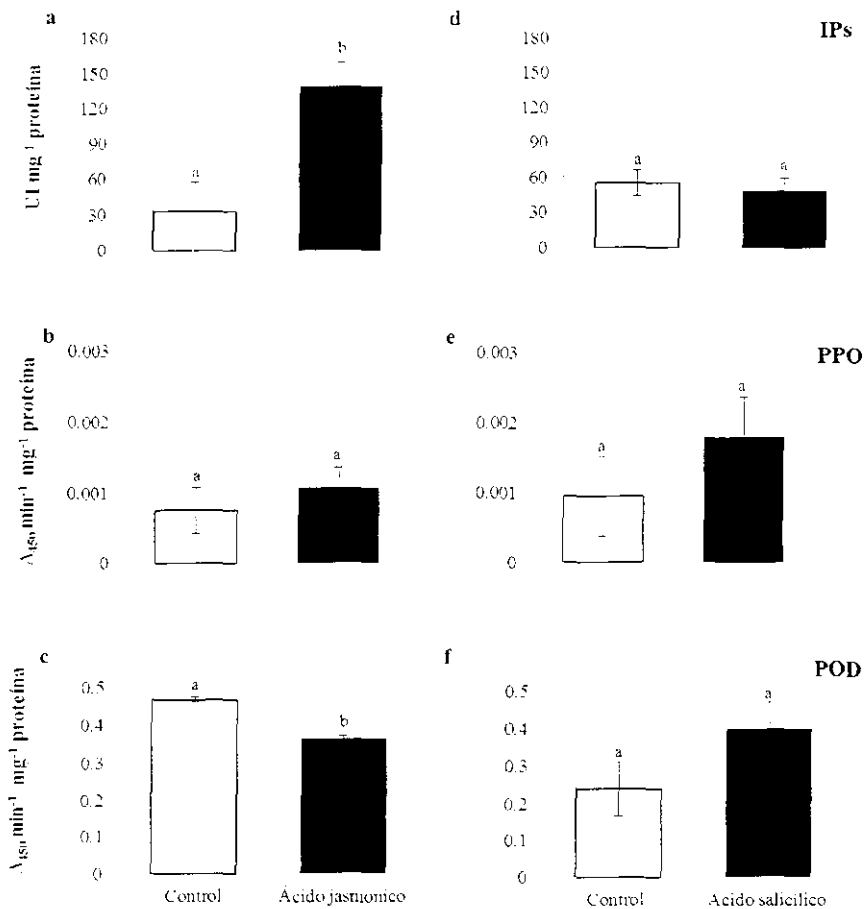 a
180
150
120
90
60
30
0
UI mg⁻¹ proteína
a
b
d
IPs
180
150
120
90
60
30
0
a
a
b
0.003
0.002
0.001
0
A₄₅₀ min⁻¹ mg⁻¹ proteína
a
a
e
PPO
0.003
0.002
0.001
0
a
a
c
0.5
0.4
0.3
0.2
0.1
0
A₄₅₀ min⁻¹ mg⁻¹ proteína
a
b
Control
Ácido jasmonico
f
POD
0.5
0.4
0.3
0.2
0.1
0
a
a
Control
Acido salicilico